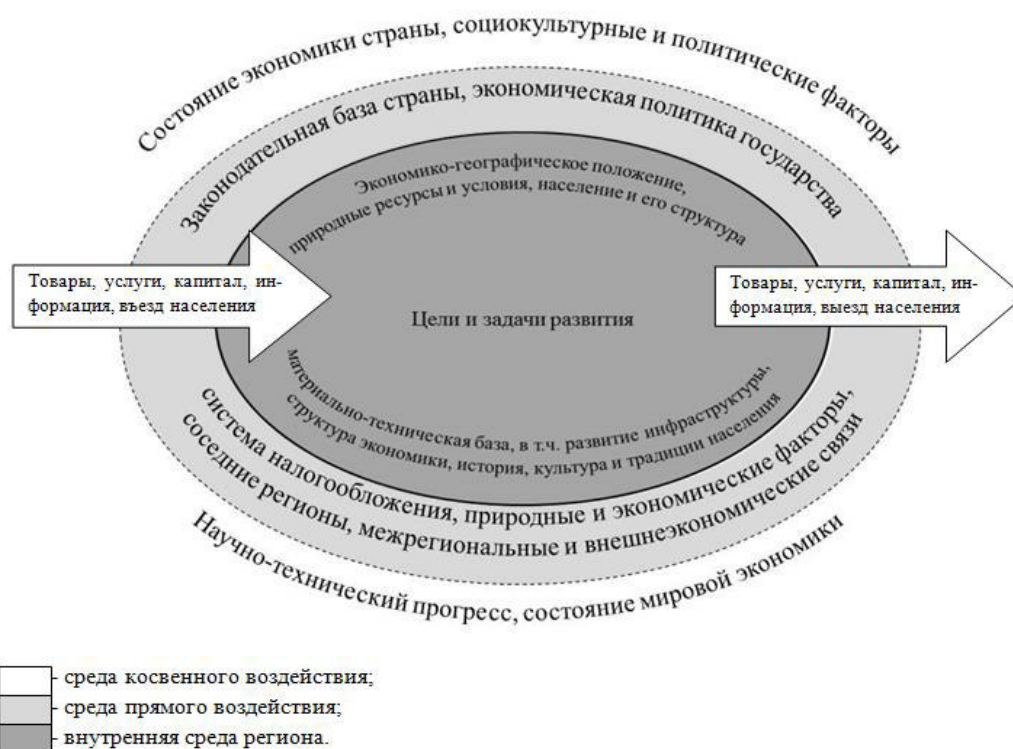 Состояние экономики страны, социокультурные и политические факторы
Законодательная база страны, экономическая политика государства
Экономико-географическое положение,
природные ресурсы и условия, население и его структура
Товары, услуги, капитал, ин-
формация, въезд населения
Цели и задачи развития
Товары, услуги, капитал, ин-
формация, выезд населения
материально-техническая база, в т.ч. развитие инфраструктуры,
структура экономики, история, культура и традиции населения
система налогообложения, природные и экономические факторы,
соседние регионы, межрегиональные и внешнеэкономические связи
Научно-технический прогресс, состояние мировой экономики
- среда косвенного воздействия;
- среда прямого воздействия;
- внутренняя среда региона.